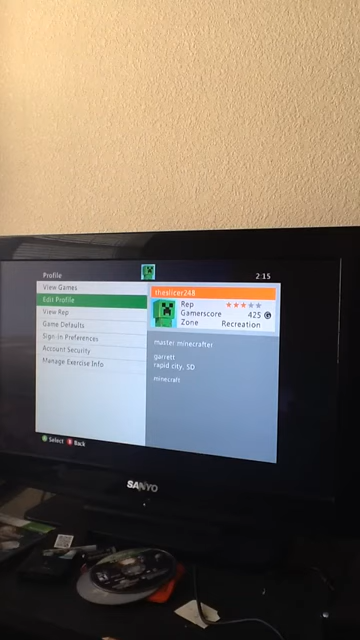 Profile
2:15
View Games
Edit Profile
View Rep
Game Defaults
Sign-in Preferences
Account Security
Manage Exercise Info
theslicer248
Rep
Gamerscore 425 G
Zone Recreation
master minecrafter
garrett
rapid city, SD
minecraft
A Select B Back
SANYO